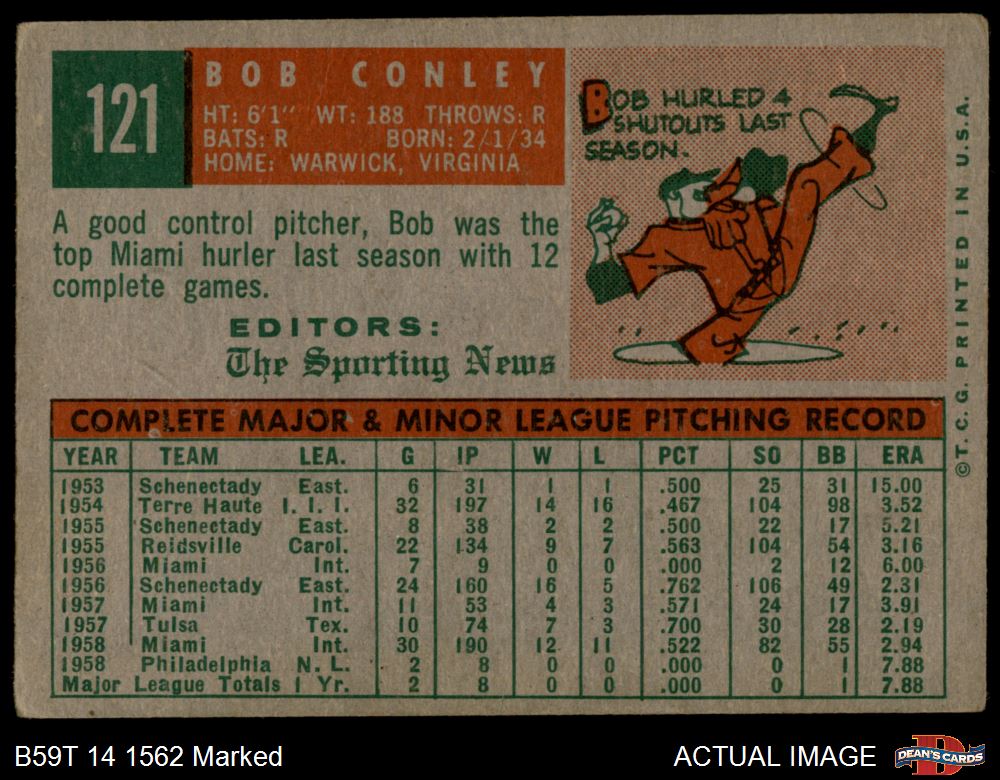 121
BOB CONLEY
HT: 6'1" WT: 188 THROWS: R
BATS: R BORN: 2/1/34
HOME: WARWICK, VIRGINIA
A good control pitcher, Bob was the
top Miami hurler last season with 12
complete games.
EDITORS:
The Sporting News
BOB HURLED 4
SHUTOUTS LAST
SEASON.
©T.C.G. PRINTED IN U.S.A.
COMPLETE MAJOR & MINOR LEAGUE PITCHING RECORD
YEAR TEAM LEA. G IP W L PCT SO BB ERA
1953 Schenectady East. 6 31 1 1 .500 25 31 15.00
1954 Terre Haute I. I. I. 32 197 14 16 .467 104 98 3.52
1955 Schenectady East. 8 38 2 2 .500 22 17 5.21
1955 Reidsville Carol. 22 134 9 7 .563 104 54 3.16
1956 Miami Int. 7 9 0 0 .000 2 12 6.00
1956 Schenectady East. 24 160 16 5 .762 106 49 2.31
1957 Miami Int. 11 53 4 3 .571 24 17 3.91
1957 Tulsa Tex. 10 74 7 3 .700 30 28 2.19
1958 Miami Int. 30 190 12 11 .522 82 55 2.94
1958 Philadelphia N. L. 2 8 0 0 .000 0 1 7.88
Major League Totals 1 Yr. 2 8 0 0 .000 0 1 7.88
B59T 14 1562 Marked
ACTUAL IMAGE
DEAN'S CARDS